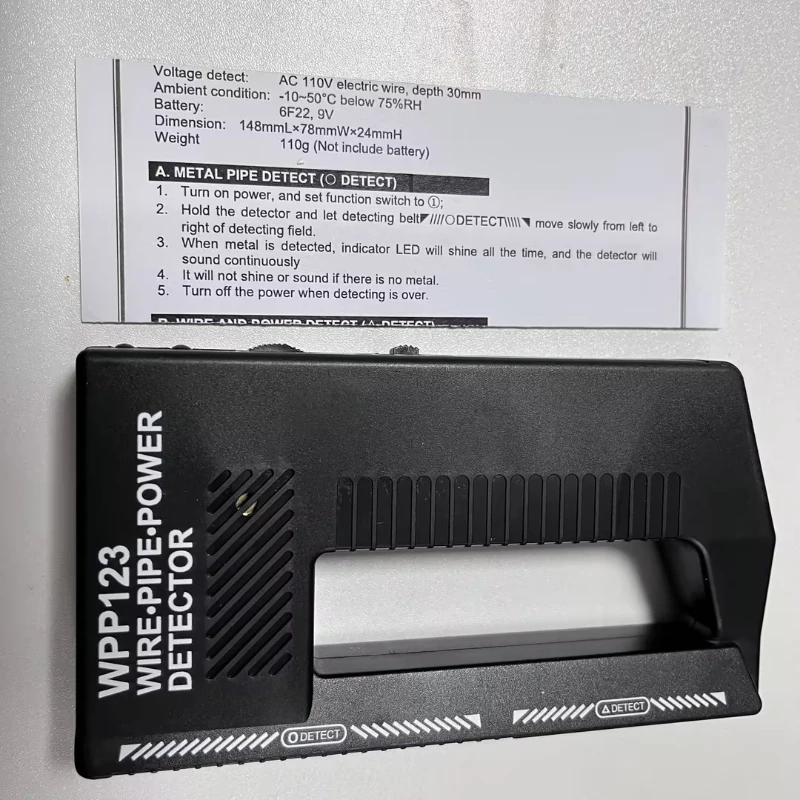 Voltage detect: AC 110V electric wire, depth 30mm
Ambient condition: -10~50°C below 75%RH
Battery: 6F22, 9V
Dimension: 148mmL×78mmW×24mmH
Weight 110g (Not include battery)
A. METAL PIPE DETECT (○ DETECT)
1. Turn on power, and set function switch to ①;
2. Hold the detector and let detecting belt◤////○DETECT\\\\\◥ move slowly from left to
right of detecting field.
3. When metal is detected, indicator LED will shine all the time, and the detector will
sound continuously
4. It will not shine or sound if there is no metal.
5. Turn off the power when detecting is over.
B. WIRE AND POWER DETECT (△ DETECT)
WPP123
WIRE•PIPE•POWER
DETECTOR
O DETECT
△ DETECT